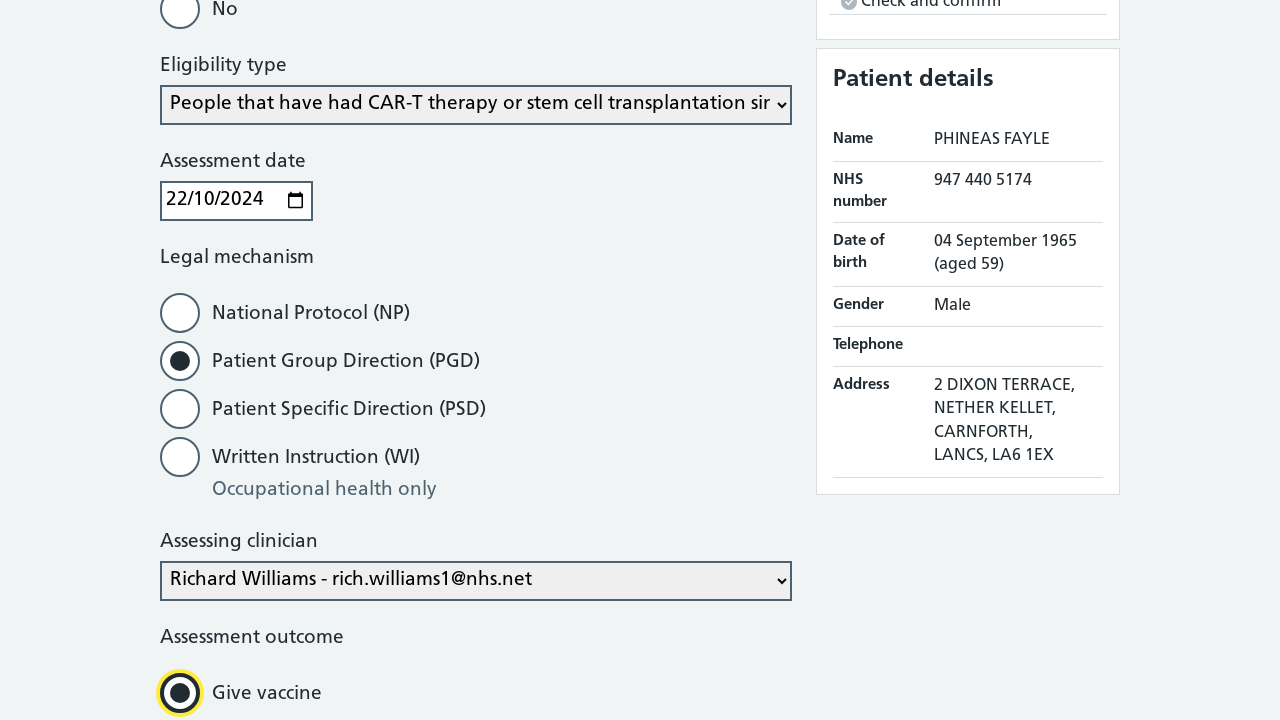 No
Eligibility type
People that have had CAR-T therapy or stem cell transplantation sir
Assessment date
22/10/2024
Legal mechanism
National Protocol (NP)
Patient Group Direction (PGD)
Patient Specific Direction (PSD)
Written Instruction (WI)
Occupational health only
Assessing clinician
Richard Williams - rich.williams1@nhs.net
Assessment outcome
Give vaccine
Check and confirm
Patient details
Name PHINEAS FAYLE
NHS number 947 440 5174
Date of birth 04 September 1965 (aged 59)
Gender Male
Telephone
Address 2 DIXON TERRACE,
NETHER KELLET,
CARNFORTH,
LANCS, LA6 1EX